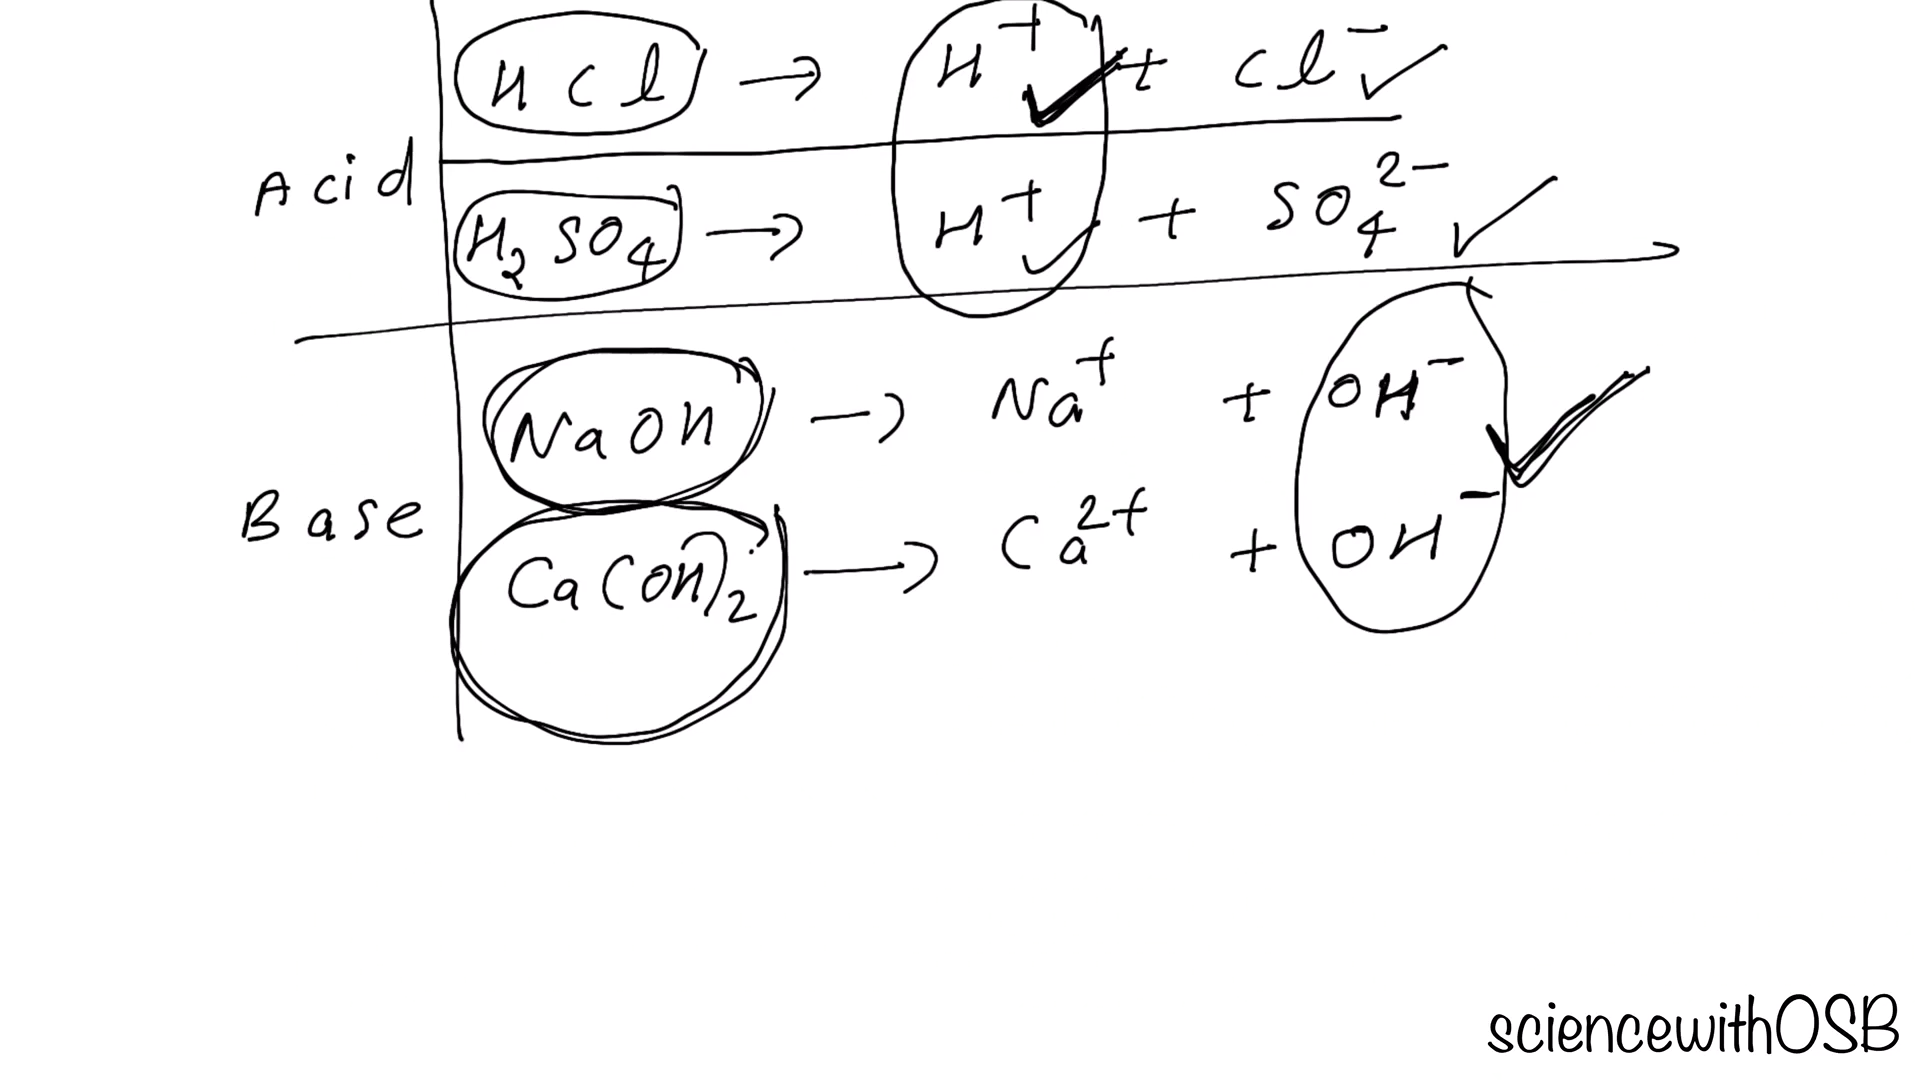 HCl → H⁺ + Cl⁻
Acid
H₂SO₄ → H⁺ + SO₄²⁻
NaOH → Na⁺ + OH⁻
Base
Ca(OH)₂ → Ca²⁺ + OH⁻
sciencewithOSB